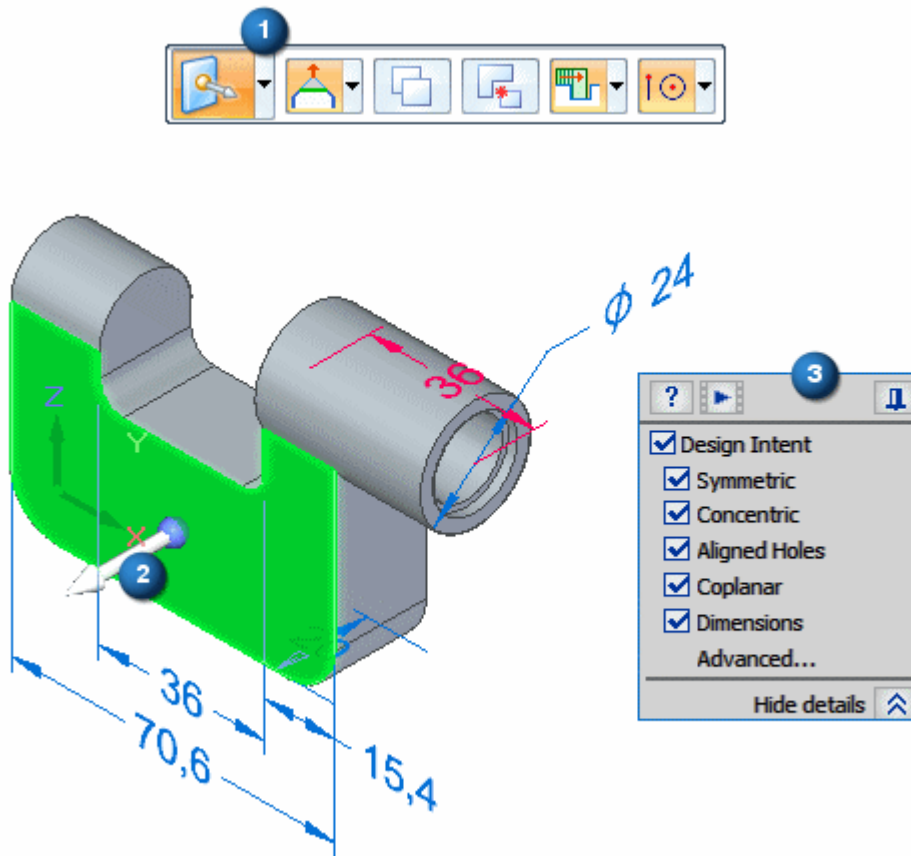 1
ϕ 24
36
3
?
Design Intent
Symmetric
Concentric
Aligned Holes
Coplanar
Dimensions
Advanced...
Hide details
Z
Y
X
2
36
70,6
15,4